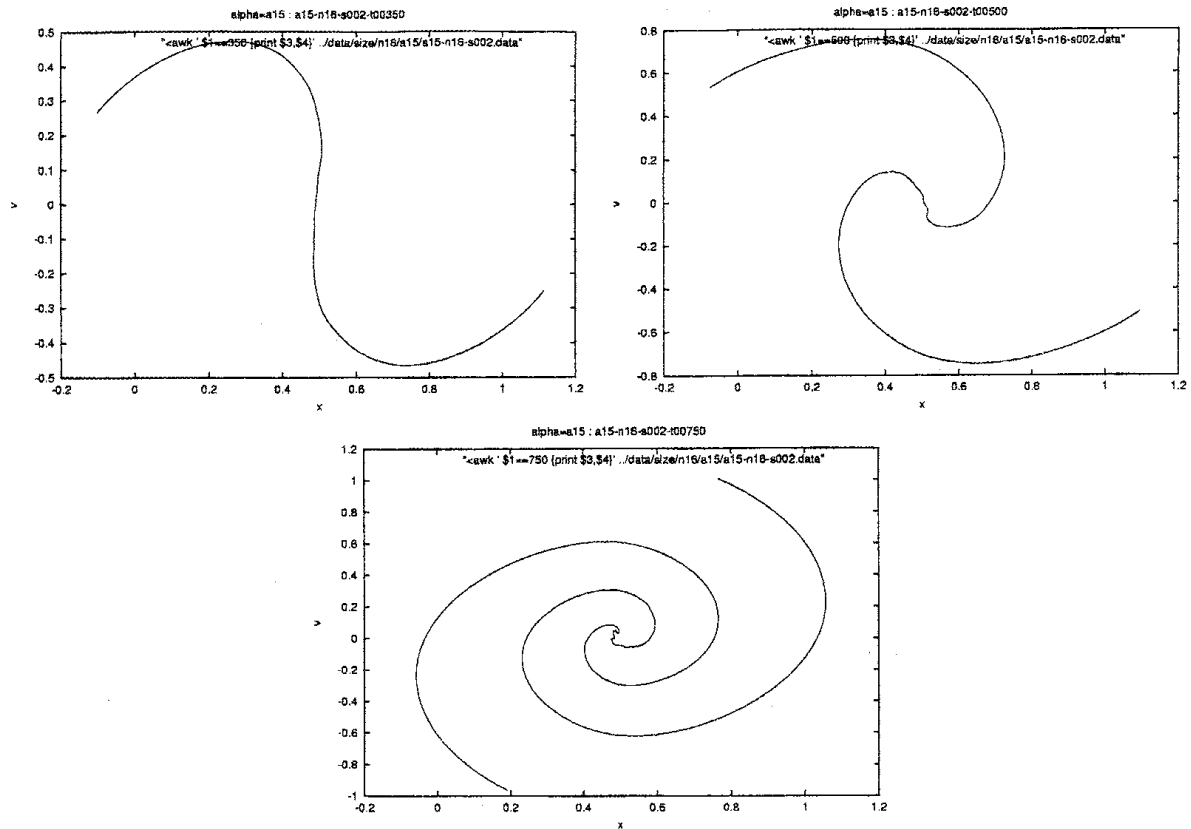 alpha=a15 : a15-n16-s002-t00350
"<awk ' $1==350 {print $3,$4}' ../data/size/n16/a15/a15-n16-s002.data"
0.5
0.4
0.3
0.2
0.1
0
-0.1
-0.2
-0.3
-0.4
-0.5
v
-0.2 0 0.2 0.4 0.6 0.8 1 1.2
x
alpha=a15 : a15-n16-s002-t00500
"<awk ' $1==500 {print $3,$4}' ../data/size/n16/a15/a15-n16-s002.data"
0.8
0.6
0.4
0.2
0
-0.2
-0.4
-0.6
-0.8
v
-0.2 0 0.2 0.4 0.6 0.8 1 1.2
x
alpha=a15 : a15-n16-s002-t00750
"<awk ' $1==750 {print $3,$4}' ../data/size/n16/a15/a15-n16-s002.data"
1.2
1
0.8
0.6
0.4
0.2
0
-0.2
-0.4
-0.6
-0.8
-1
v
-0.2 0 0.2 0.4 0.6 0.8 1 1.2
x